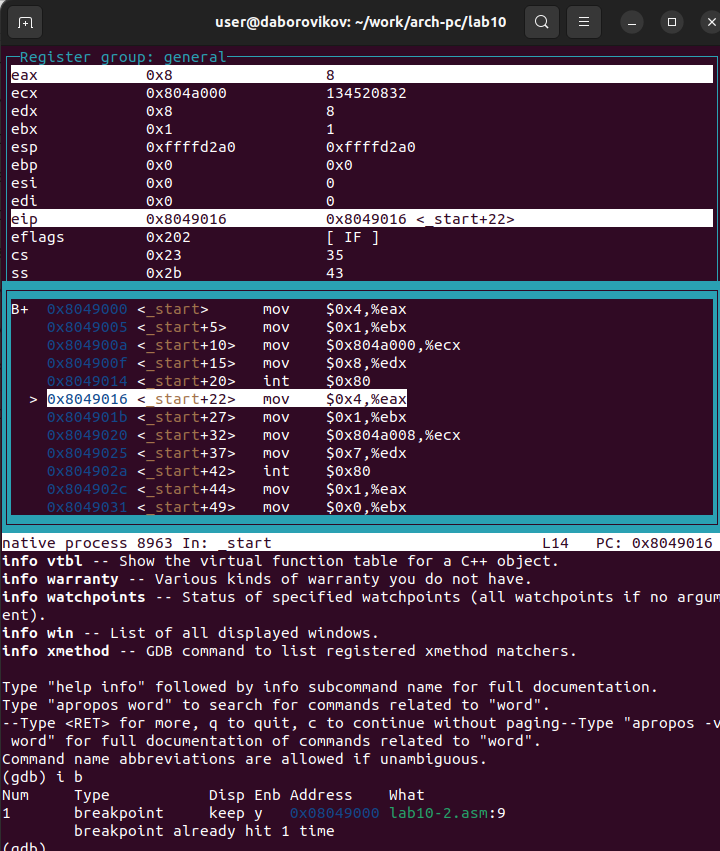 user@daborovikov: ~/work/arch-pc/lab10
Register group: general
eax 0x8 8
ecx 0x804a000 134520832
edx 0x8 8
ebx 0x1 1
esp 0xffffd2a0 0xffffd2a0
ebp 0x0 0x0
esi 0x0 0
edi 0x0 0
eip 0x8049016 0x8049016 <_start+22>
eflags 0x202 [ IF ]
cs 0x23 35
ss 0x2b 43
B+ 0x8049000 <_start> mov $0x4,%eax
0x8049005 <_start+5> mov $0x1,%ebx
0x804900a <_start+10> mov $0x804a000,%ecx
0x804900f <_start+15> mov $0x8,%edx
0x8049014 <_start+20> int $0x80
> 0x8049016 <_start+22> mov $0x4,%eax
0x804901b <_start+27> mov $0x1,%ebx
0x8049020 <_start+32> mov $0x804a008,%ecx
0x8049025 <_start+37> mov $0x7,%edx
0x804902a <_start+42> int $0x80
0x804902c <_start+44> mov $0x1,%eax
0x8049031 <_start+49> mov $0x0,%ebx
native process 8963 In: _start L14 PC: 0x8049016
info vtbl -- Show the virtual function table for a C++ object.
info warranty -- Various kinds of warranty you do not have.
info watchpoints -- Status of specified watchpoints (all watchpoints if no argum
ent).
info win -- List of all displayed windows.
info xmethod -- GDB command to list registered xmethod matchers.
Type "help info" followed by info subcommand name for full documentation.
Type "apropos word" to search for commands related to "word".
--Type <RET> for more, q to quit, c to continue without paging--Type "apropos -v
word" for full documentation of commands related to "word".
Command name abbreviations are allowed if unambiguous.
(gdb) i b
Num Type Disp Enb Address What
1 breakpoint keep y 0x08049000 lab10-2.asm:9
breakpoint already hit 1 time
(gdb)